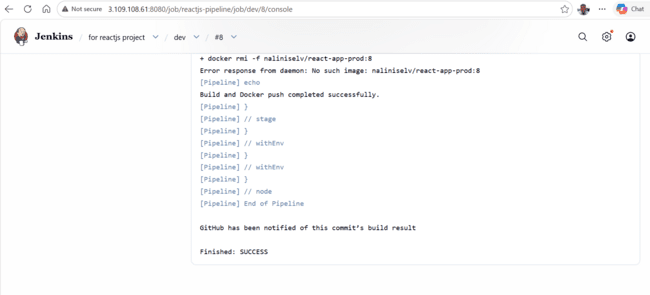 Not secure 3.109.108.61:8080/job/reactjs-pipeline/job/dev/8/console
Chat
Jenkins / for reactjs project / dev / #8
+ docker rmi -f naliniselv/react-app-prod:8
Error response from daemon: No such image: naliniselv/react-app-prod:8
[Pipeline] echo
Build and Docker push completed successfully.
[Pipeline] }
[Pipeline] // stage
[Pipeline] }
[Pipeline] // withEnv
[Pipeline] }
[Pipeline] // withEnv
[Pipeline] }
[Pipeline] // node
[Pipeline] End of Pipeline
GitHub has been notified of this commit’s build result
Finished: SUCCESS